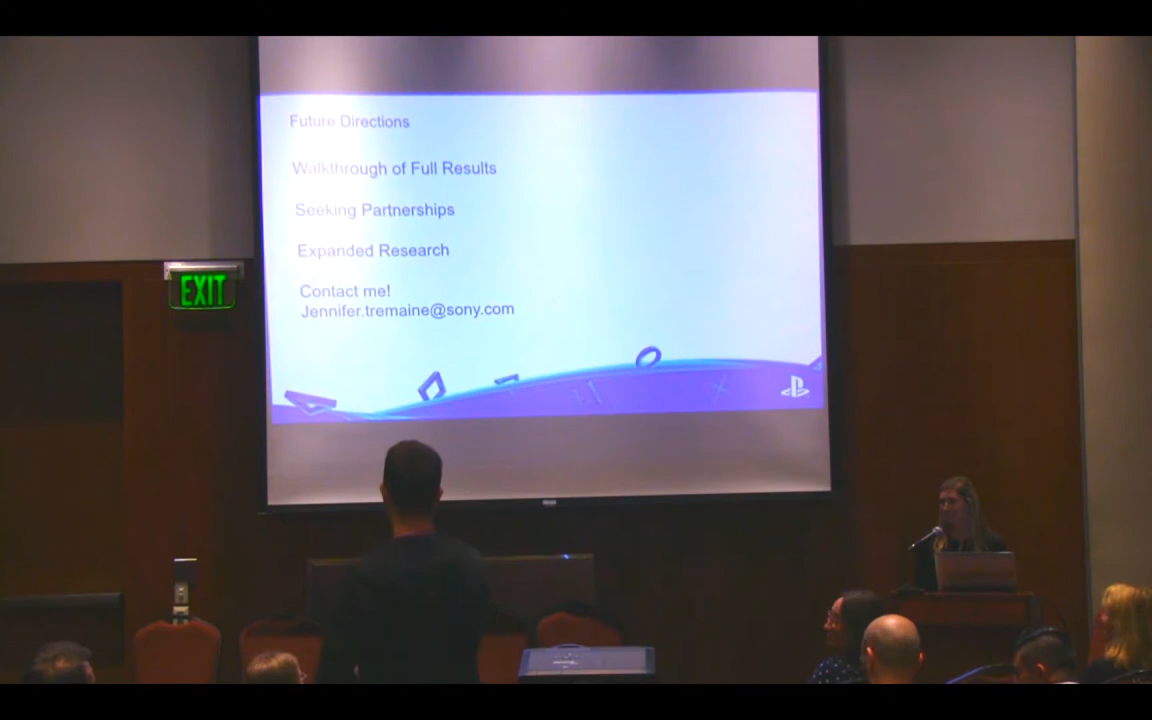 Future Directions
Walkthrough of Full Results
Seeking Partnerships
Expanded Research
Contact me!
Jennifer.tremaine@sony.com
EXIT